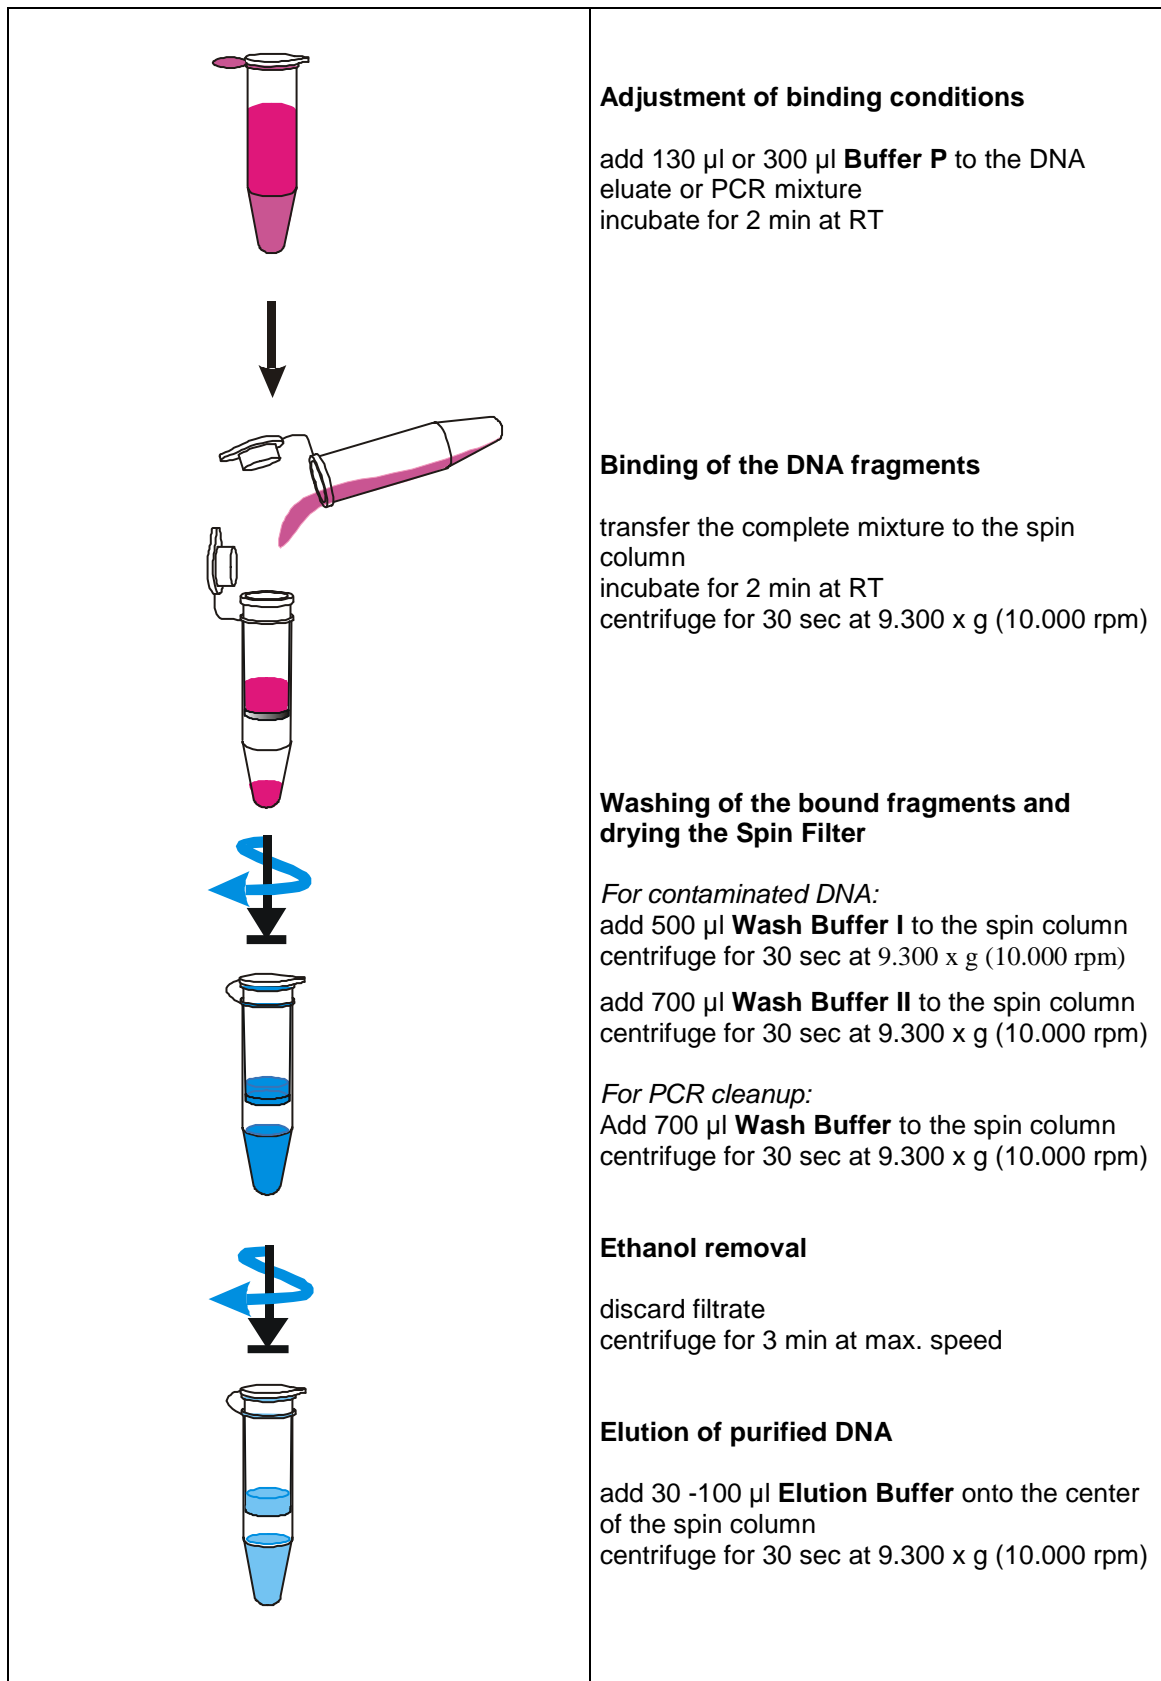 Adjustment of binding conditions
add 130 µl or 300 µl Buffer P to the DNA
eluate or PCR mixture
incubate for 2 min at RT
Binding of the DNA fragments
transfer the complete mixture to the spin
column
incubate for 2 min at RT
centrifuge for 30 sec at 9.300 x g (10.000 rpm)
Washing of the bound fragments and
drying the Spin Filter
For contaminated DNA:
add 500 µl Wash Buffer I to the spin column
centrifuge for 30 sec at 9.300 x g (10.000 rpm)
add 700 µl Wash Buffer II to the spin column
centrifuge for 30 sec at 9.300 x g (10.000 rpm)
For PCR cleanup:
Add 700 µl Wash Buffer to the spin column
centrifuge for 30 sec at 9.300 x g (10.000 rpm)
Ethanol removal
discard filtrate
centrifuge for 3 min at max. speed
Elution of purified DNA
add 30 -100 µl Elution Buffer onto the center
of the spin column
centrifuge for 30 sec at 9.300 x g (10.000 rpm)